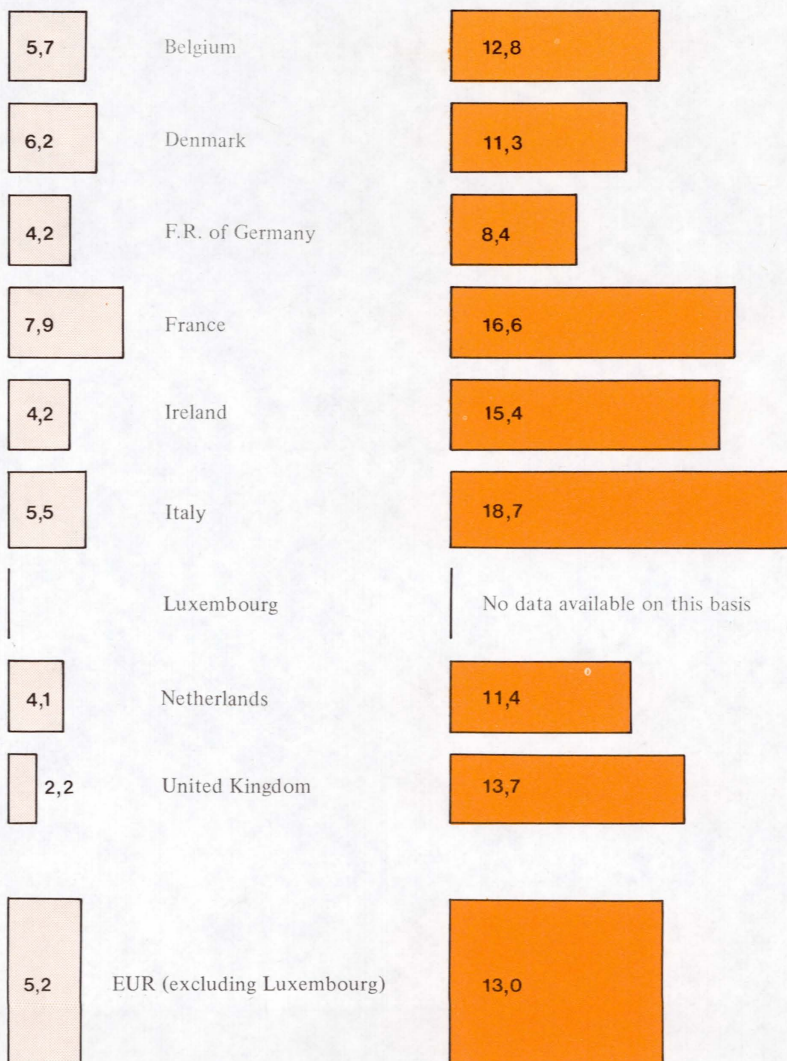 5,7 Belgium 12,8
6,2 Denmark 11,3
4,2 F.R. of Germany 8,4
7,9 France 16,6
4,2 Ireland 15,4
5,5 Italy 18,7
Luxembourg No data available on this basis
4,1 Netherlands 11,4
2,2 United Kingdom 13,7
5,2 EUR (excluding Luxembourg) 13,0